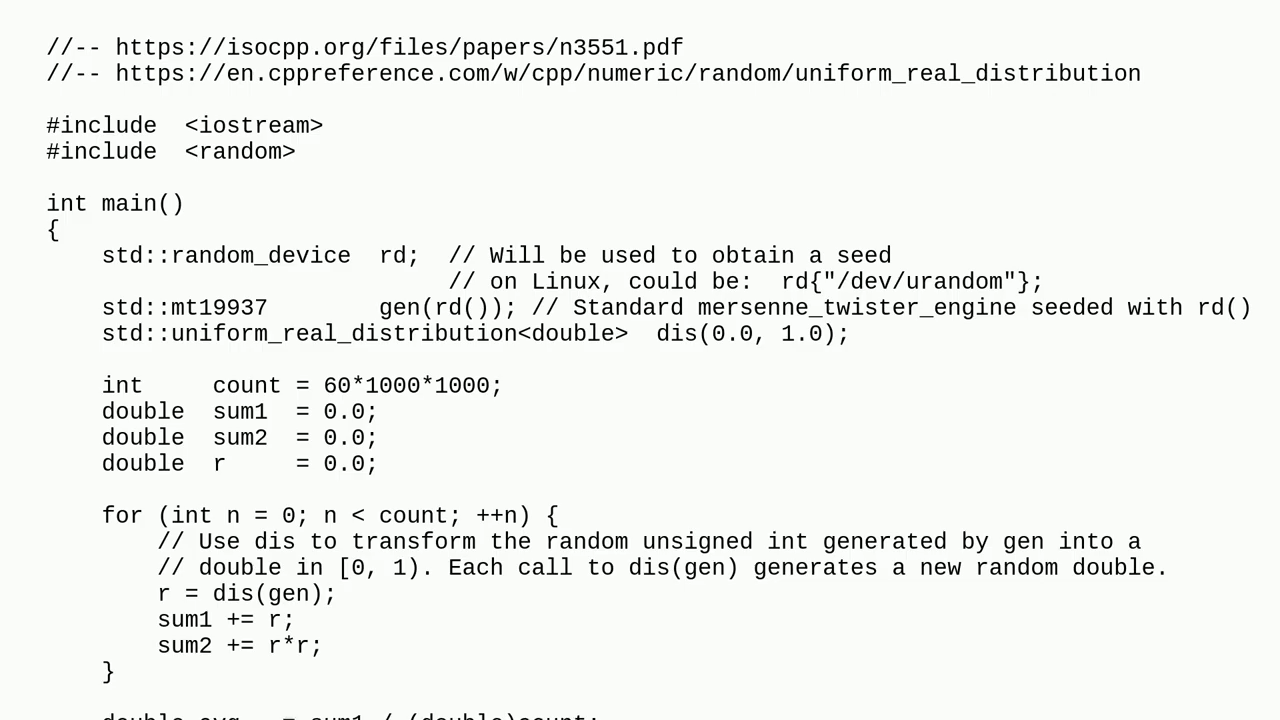 //-- https://isocpp.org/files/papers/n3551.pdf
//-- https://en.cppreference.com/w/cpp/numeric/random/uniform_real_distribution

#include  <iostream>
#include  <random>

int main()
{
    std::random_device  rd;  // Will be used to obtain a seed
                             // on Linux, could be:  rd{"/dev/urandom"};
    std::mt19937        gen(rd()); // Standard mersenne_twister_engine seeded with rd()
    std::uniform_real_distribution<double>  dis(0.0, 1.0);

    int     count = 60*1000*1000;
    double  sum1  = 0.0;
    double  sum2  = 0.0;
    double  r     = 0.0;

    for (int n = 0; n < count; ++n) {
        // Use dis to transform the random unsigned int generated by gen into a
        // double in [0, 1). Each call to dis(gen) generates a new random double.
        r = dis(gen);
        sum1 += r;
        sum2 += r*r;
    }

    double avg   = sum1 / (double)count;